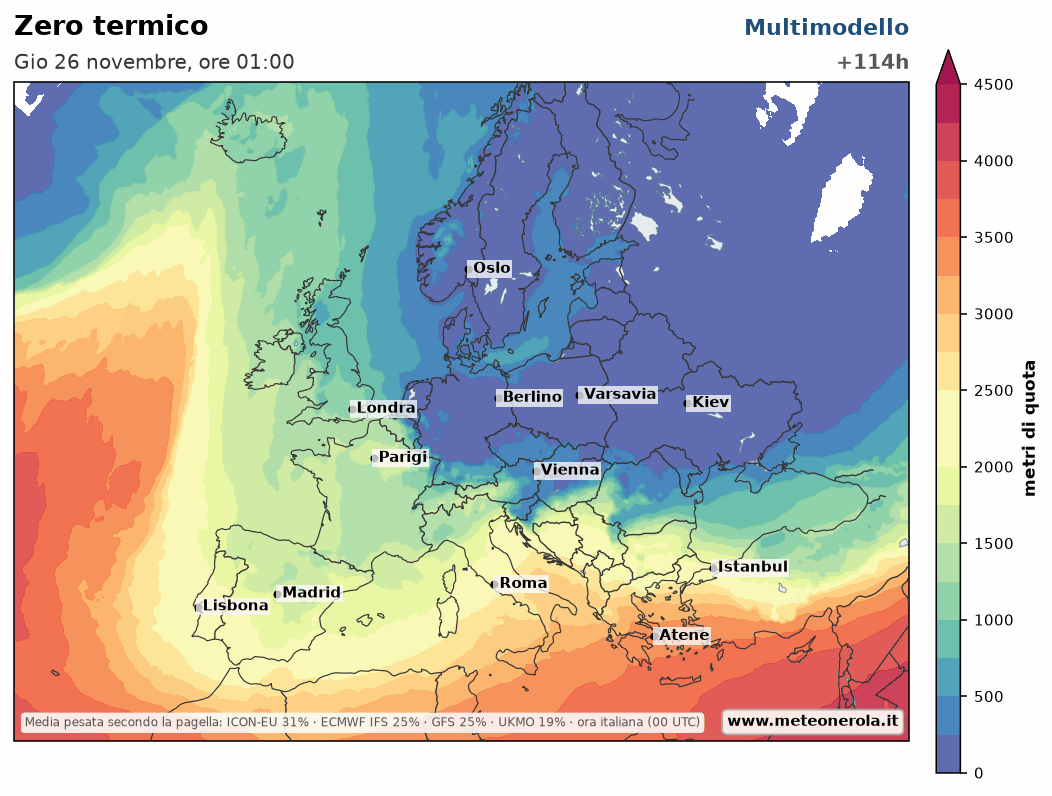 Zero termico
Multimodello
Gio 26 novembre, ore 01:00
+114h
4500
4000
3500
3000
2500
2000
1500
1000
500
0
metri di quota
Oslo
Berlino
Varsavia
Kiev
Londra
Parigi
Vienna
Istanbul
Roma
Madrid
Lisbona
Atene
Media pesata secondo la pagella: ICON-EU 31% · ECMWF IFS 25% · GFS 25% · UKMO 19% · ora italiana (00 UTC)
www.meteonerola.it